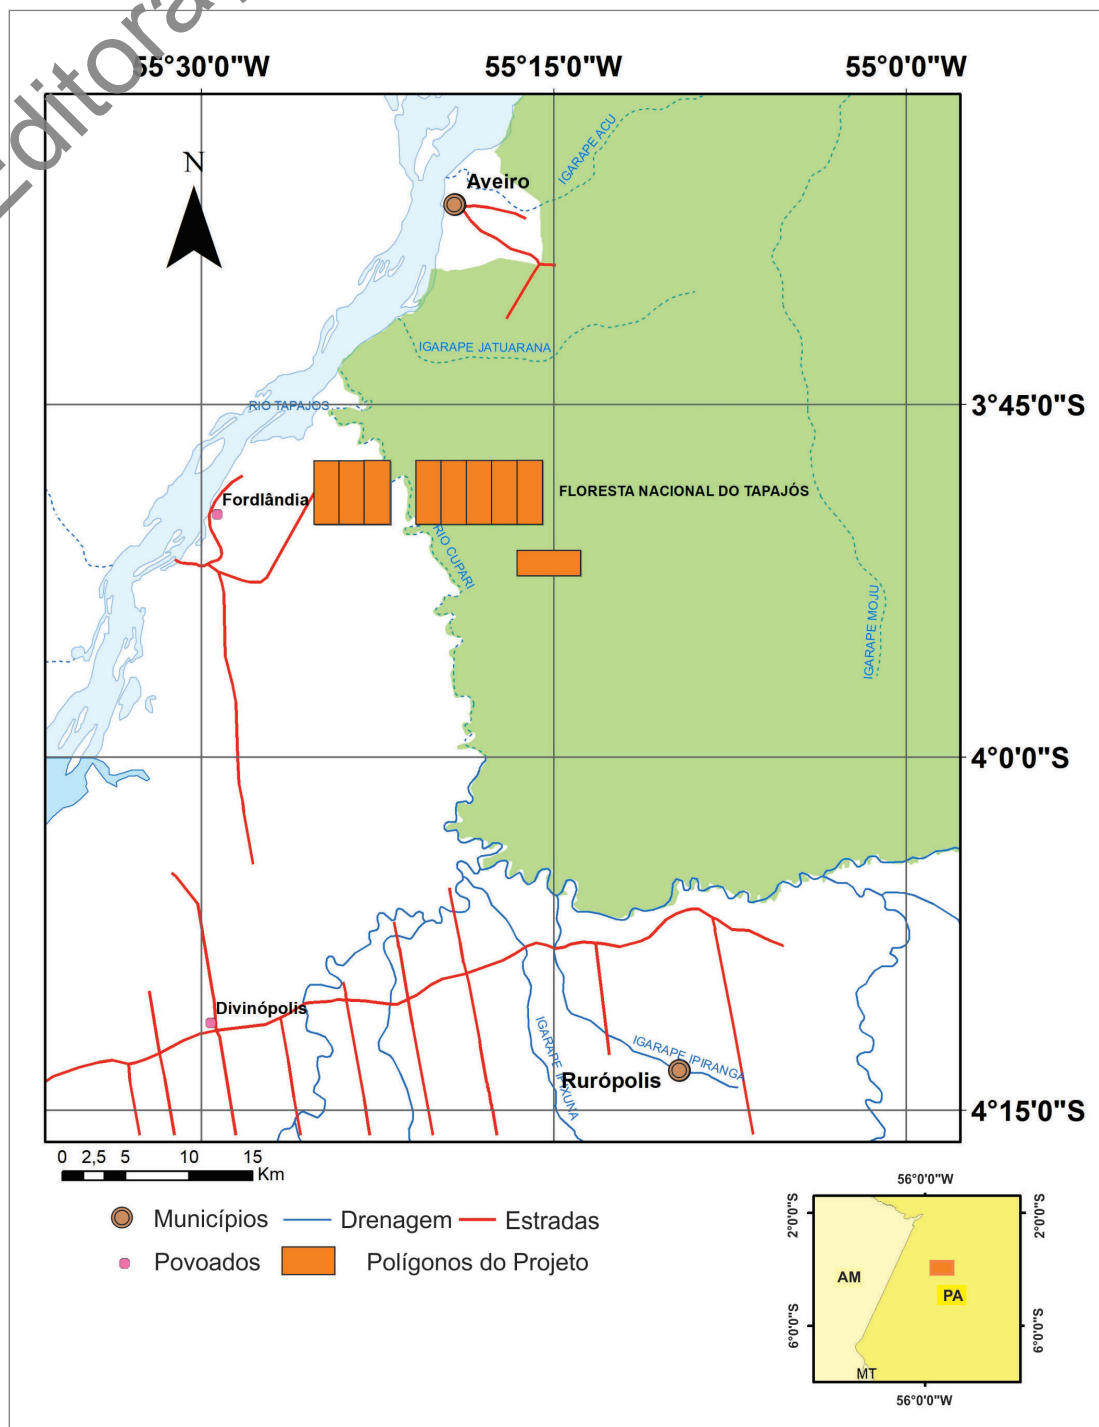 Editora
55°30'0"W
55°15'0"W
55°0'0"W
N
IGARAPE ACU
Aveiro
IGARAPE JATUARANA
3°45'0"S
RIO TAPAJOS
FLORESTA NACIONAL DO TAPAJÓS
Fordlândia
RIO CUPARI
IGARAPE MOJU
4°0'0"S
Divinópolis
IGARAPE IPIRANGA
Rurópolis
4°15'0"S
0 2,5 5 10 15
Km
Municípios Drenagem Estradas
Povoados Polígonos do Projeto
56°0'0"W
2°0'0"S
2°0'0"S
AM
PA
6°0'0"S
6°0'0"S
MT
56°0'0"W